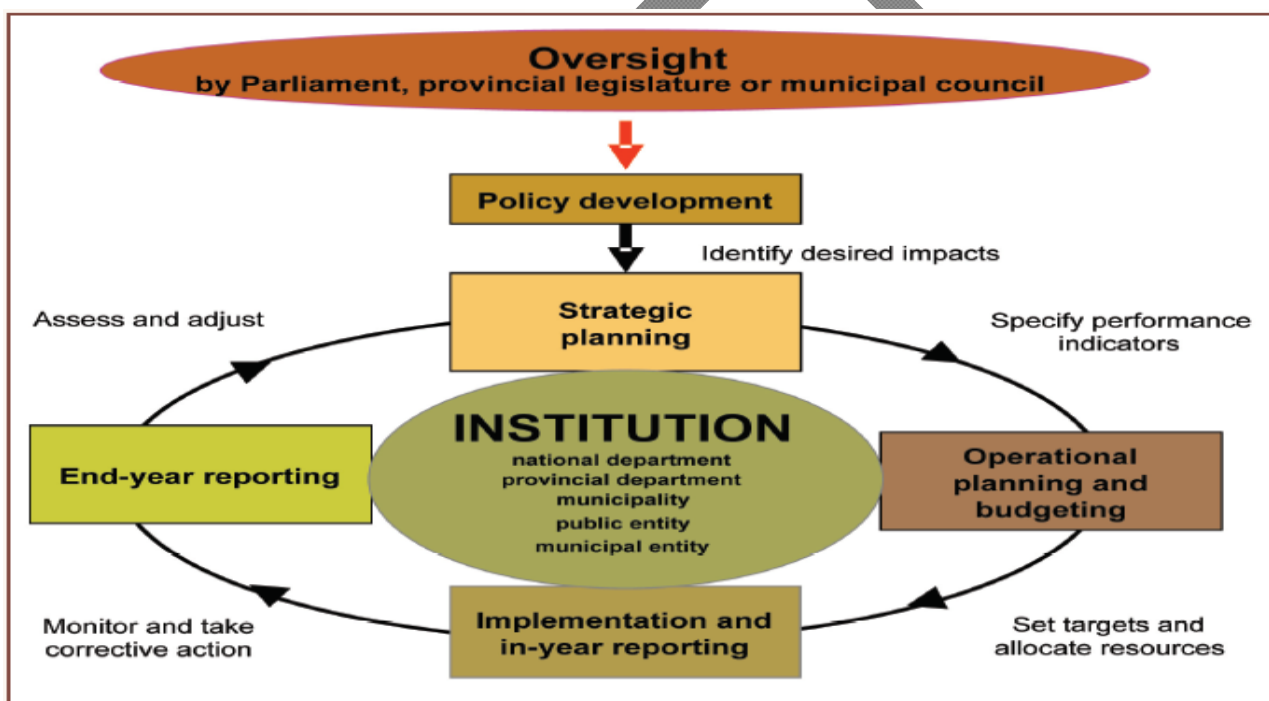 Oversight
by Parliament, provincial legislature or municipal council
Policy development
Identify desired impacts
Strategic
planning
Assess and adjust
Specify performance
indicators
INSTITUTION
national department
provincial department
municipality
public entity
municipal entity
End-year reporting
Operational
planning and
budgeting
Monitor and take
corrective action
Implementation and
in-year reporting
Set targets and
allocate resources